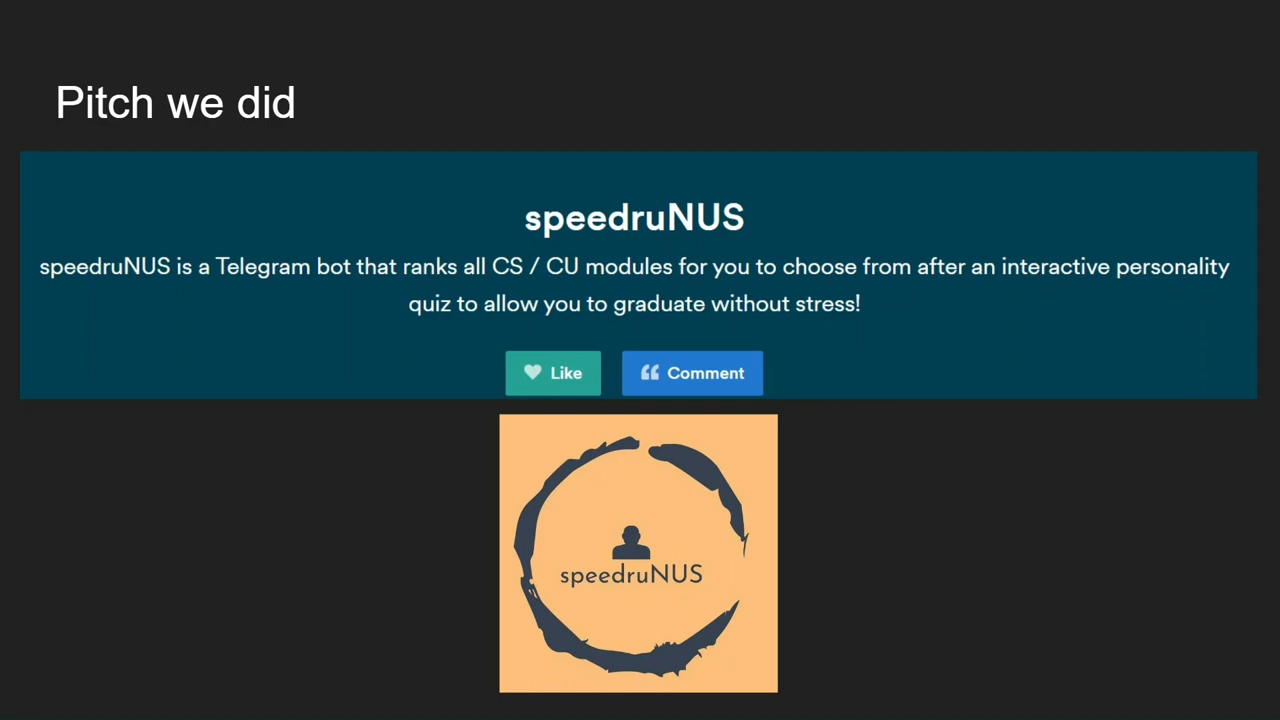 Pitch we did
speedruNUS
speedruNUS is a Telegram bot that ranks all CS / CU modules for you to choose from after an interactive personality
quiz to allow you to graduate without stress!
Like
Comment
speedruNUS